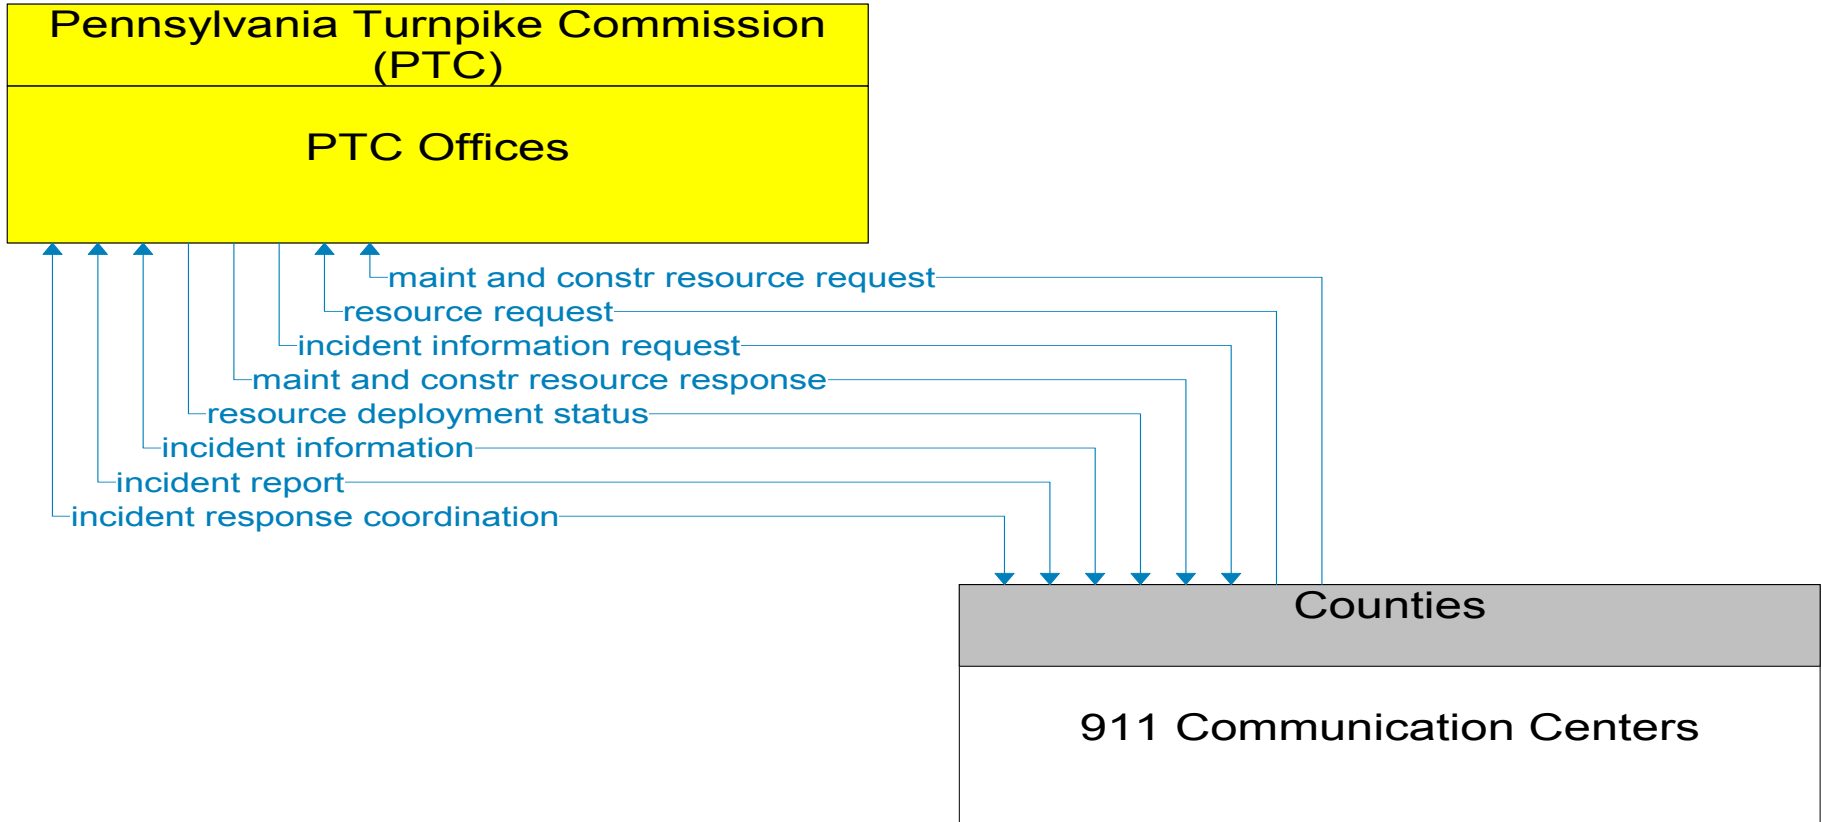 Pennsylvania Turnpike Commission
(PTC)
PTC Offices
maint and constr resource request
resource request
incident information request
maint and constr resource response
resource deployment status
incident information
incident report
incident response coordination
Counties
911 Communication Centers